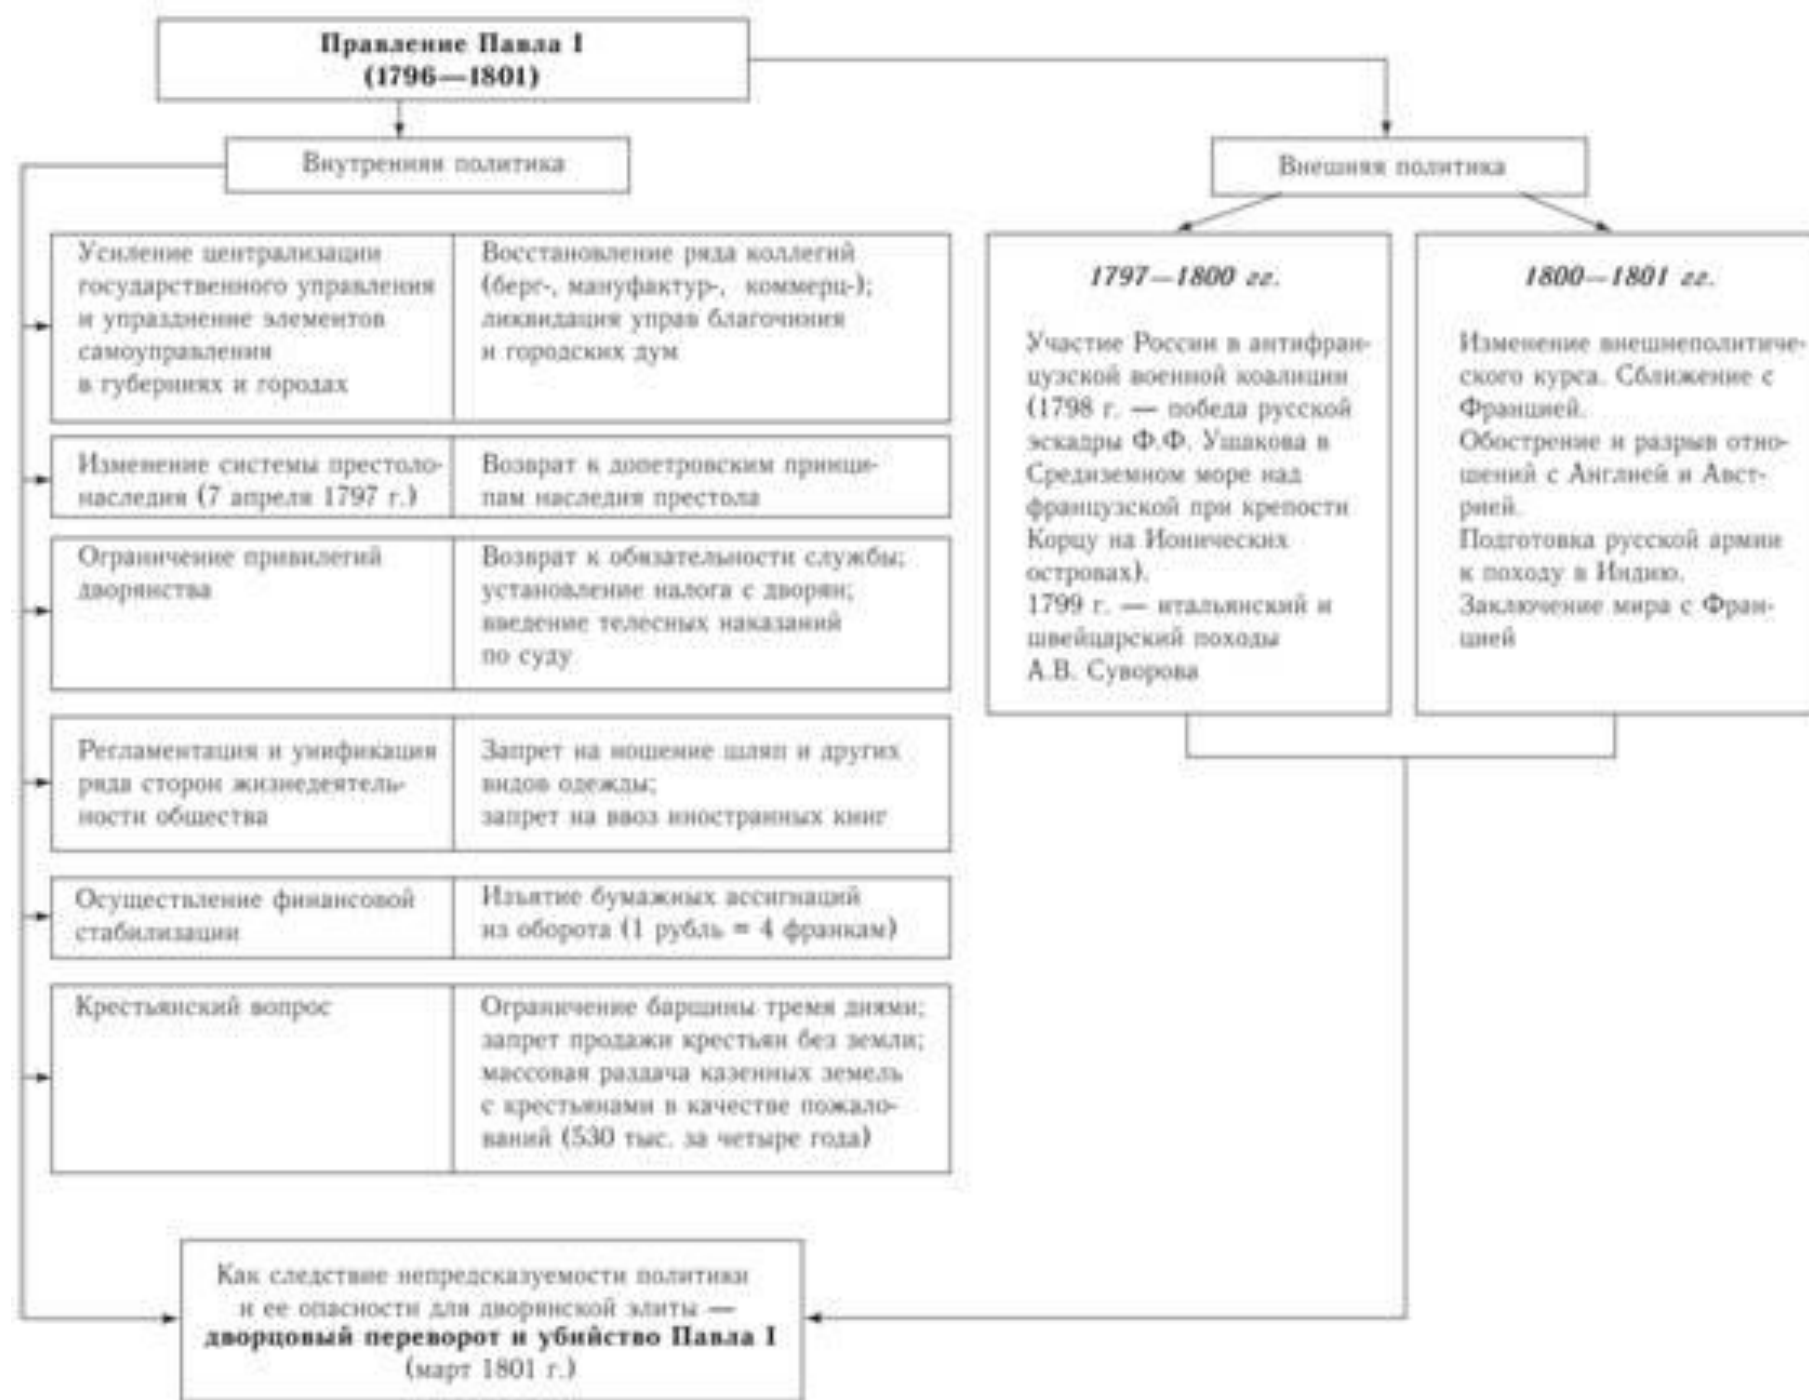 Правление Павла I
(1796—1801)
Внутренняя политика
Внешняя политика
Усиление централизации
государственного управления
и упразднение элементов
самоуправления
в губерниях и городах
Восстановление ряда коллегий
(берг-, мануфактур-, коммерц-);
ликвидация управ благочиния
и городских дум
Изменение системы престоло-
наследия (7 апреля 1797 г.)
Возврат к допетровским принци-
пам наследия престола
Ограничение привилегий
дворянства
Возврат к обязательности службы;
установление налога с дворян;
введение телесных наказаний
по суду
Регламентация и унификация
ряда сторон жизнедеятель-
ности общества
Запрет на ношение шляп и других
видов одежды;
запрет на ввоз иностранных книг
Осуществление финансовой
стабилизации
Изъятие бумажных ассигнаций
из оборота (1 рубль = 4 франкам)
Крестьянский вопрос
Ограничение барщины тремя днями;
запрет продажи крестьян без земли;
массовая раздача казенных земель
с крестьянами в качестве пожало-
ваний (530 тыс. за четыре года)
1797—1800 гг.
Участие России в антифран-
цузской военной коалиции
(1798 г. — победа русской
эскадры Ф.Ф. Ушакова в
Средиземном море над
французской при крепости
Корцу на Ионических
островах).
1799 г. — итальянский и
швейцарский походы
А.В. Суворова
1800—1801 гг.
Изменение внешнеполитиче-
ского курса. Сближение с
Францией.
Обострение и разрыв отно-
шений с Англией и Авст-
рией.
Подготовка русской армии
к походу в Индию.
Заключение мира с Фран-
цией
Как следствие непредсказуемости политики
и ее опасности для дворянской элиты —
дворцовый переворот и убийство Павла I
(март 1801 г.)